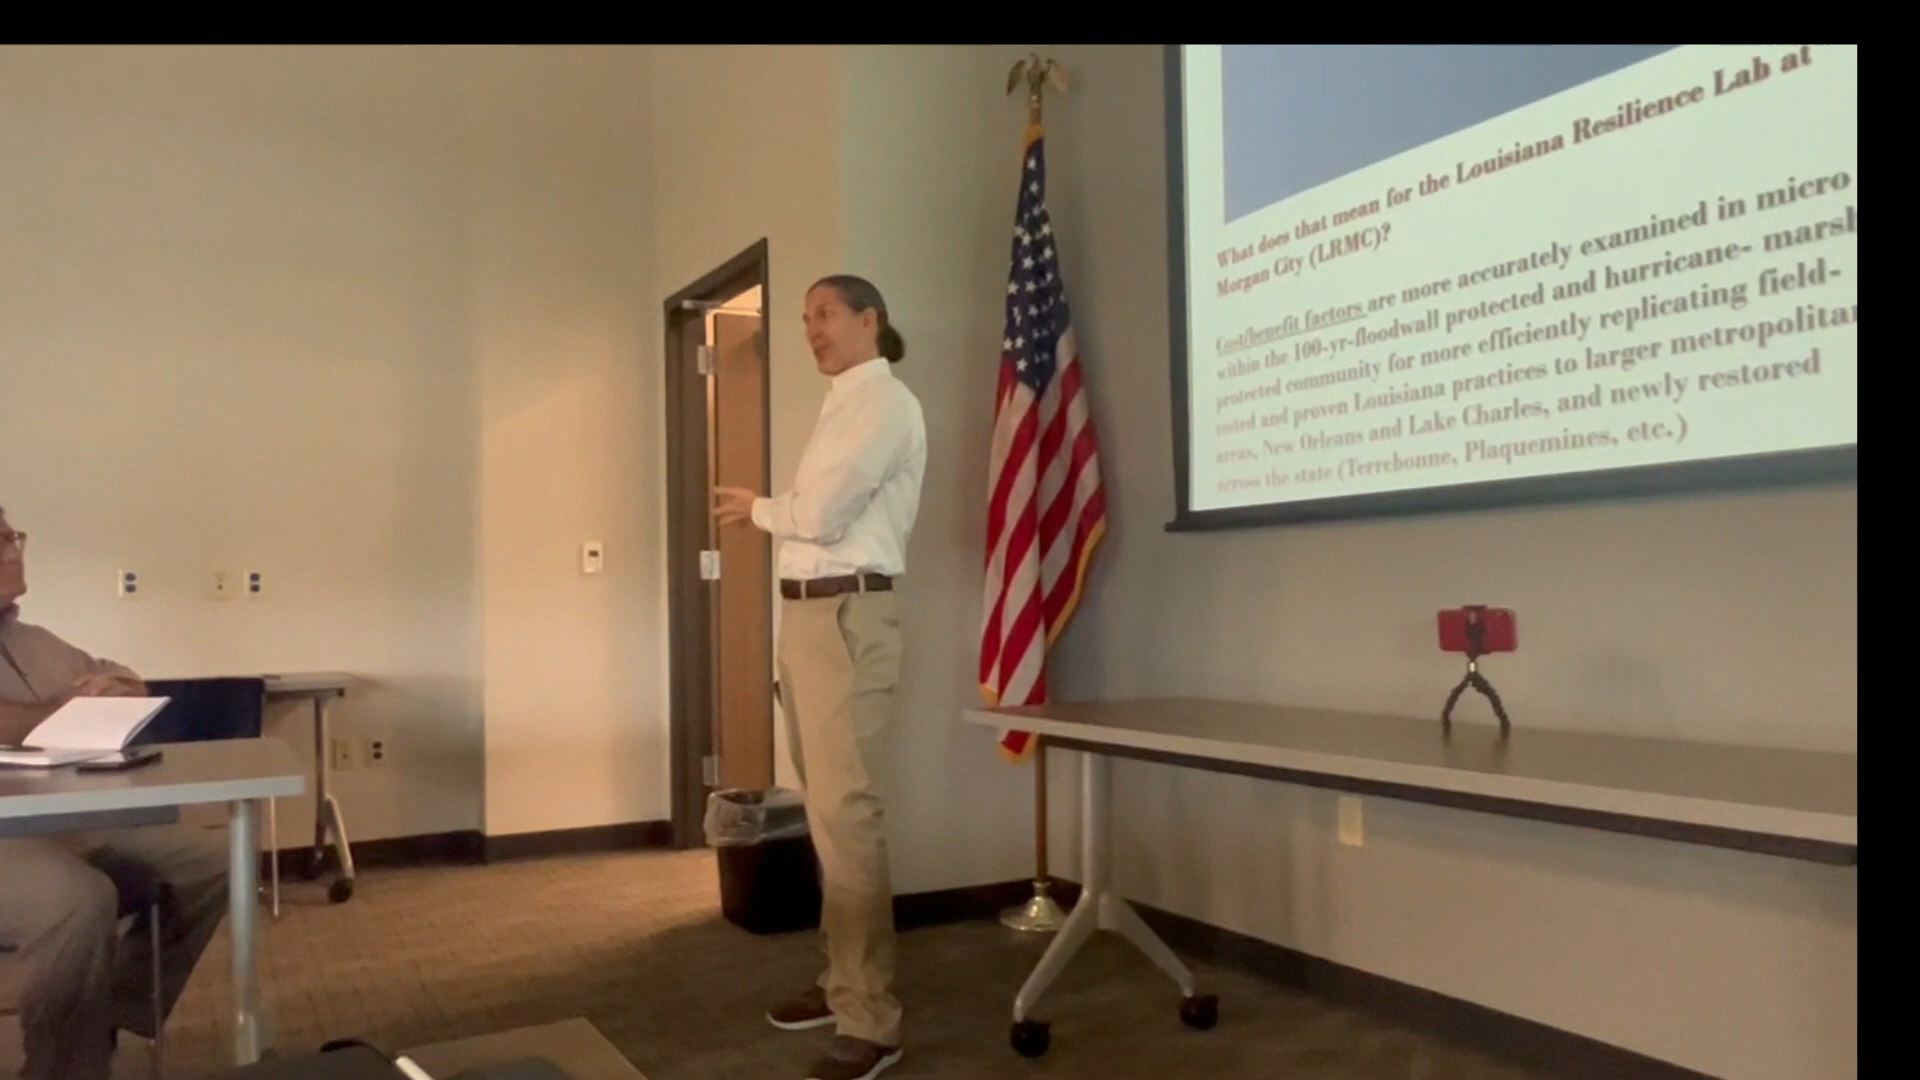 What does that mean for the Louisiana Resilience Lab at
Morgan City (LRMC)?
Cost/benefit factors are more accurately examined in micro
within the 100-yr-floodwall protected and hurricane- marsh
protected community for more efficiently replicating field-
tested and proven Louisiana practices to larger metropolitan
areas, New Orleans and Lake Charles, and newly restored
across the state (Terrebonne, Plaquemines, etc.)